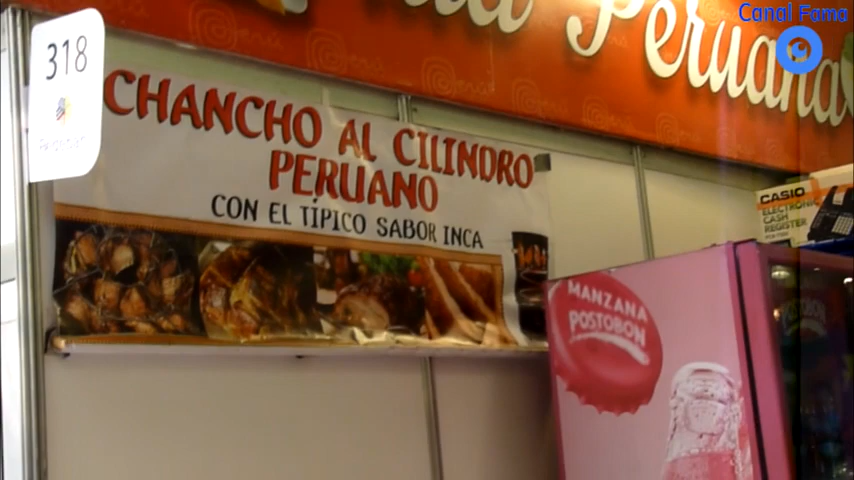 Canal Fama
Peruana
318
CHANCHO AL CILINDRO
PERUANO
CON EL TÍPICO SABOR INCA
CASIO
ELECTRONIC
CASH
REGISTER
MANZANA
POSTOBON